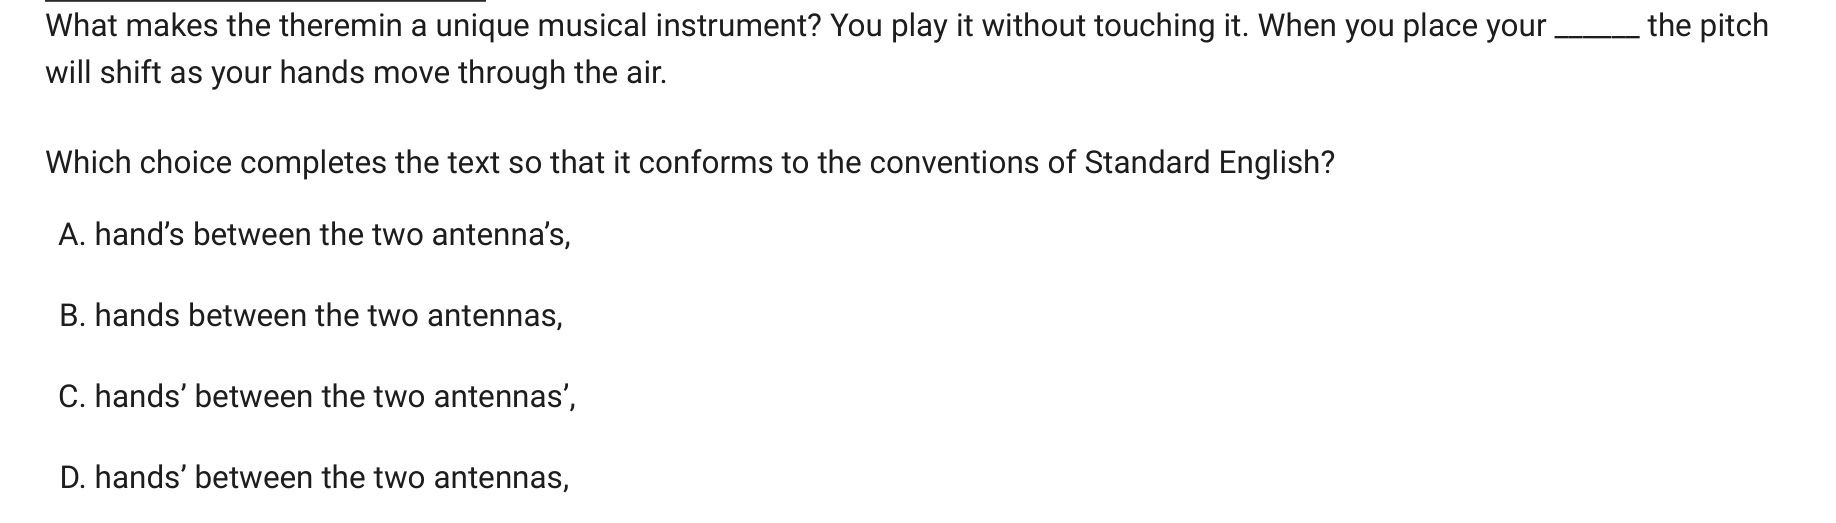 What makes the theremin a unique musical instrument? You play it without touching it. When you place your ______ the pitch
will shift as your hands move through the air.
Which choice completes the text so that it conforms to the conventions of Standard English?
A. hand’s between the two antenna’s,
B. hands between the two antennas,
C. hands’ between the two antennas’,
D. hands’ between the two antennas,